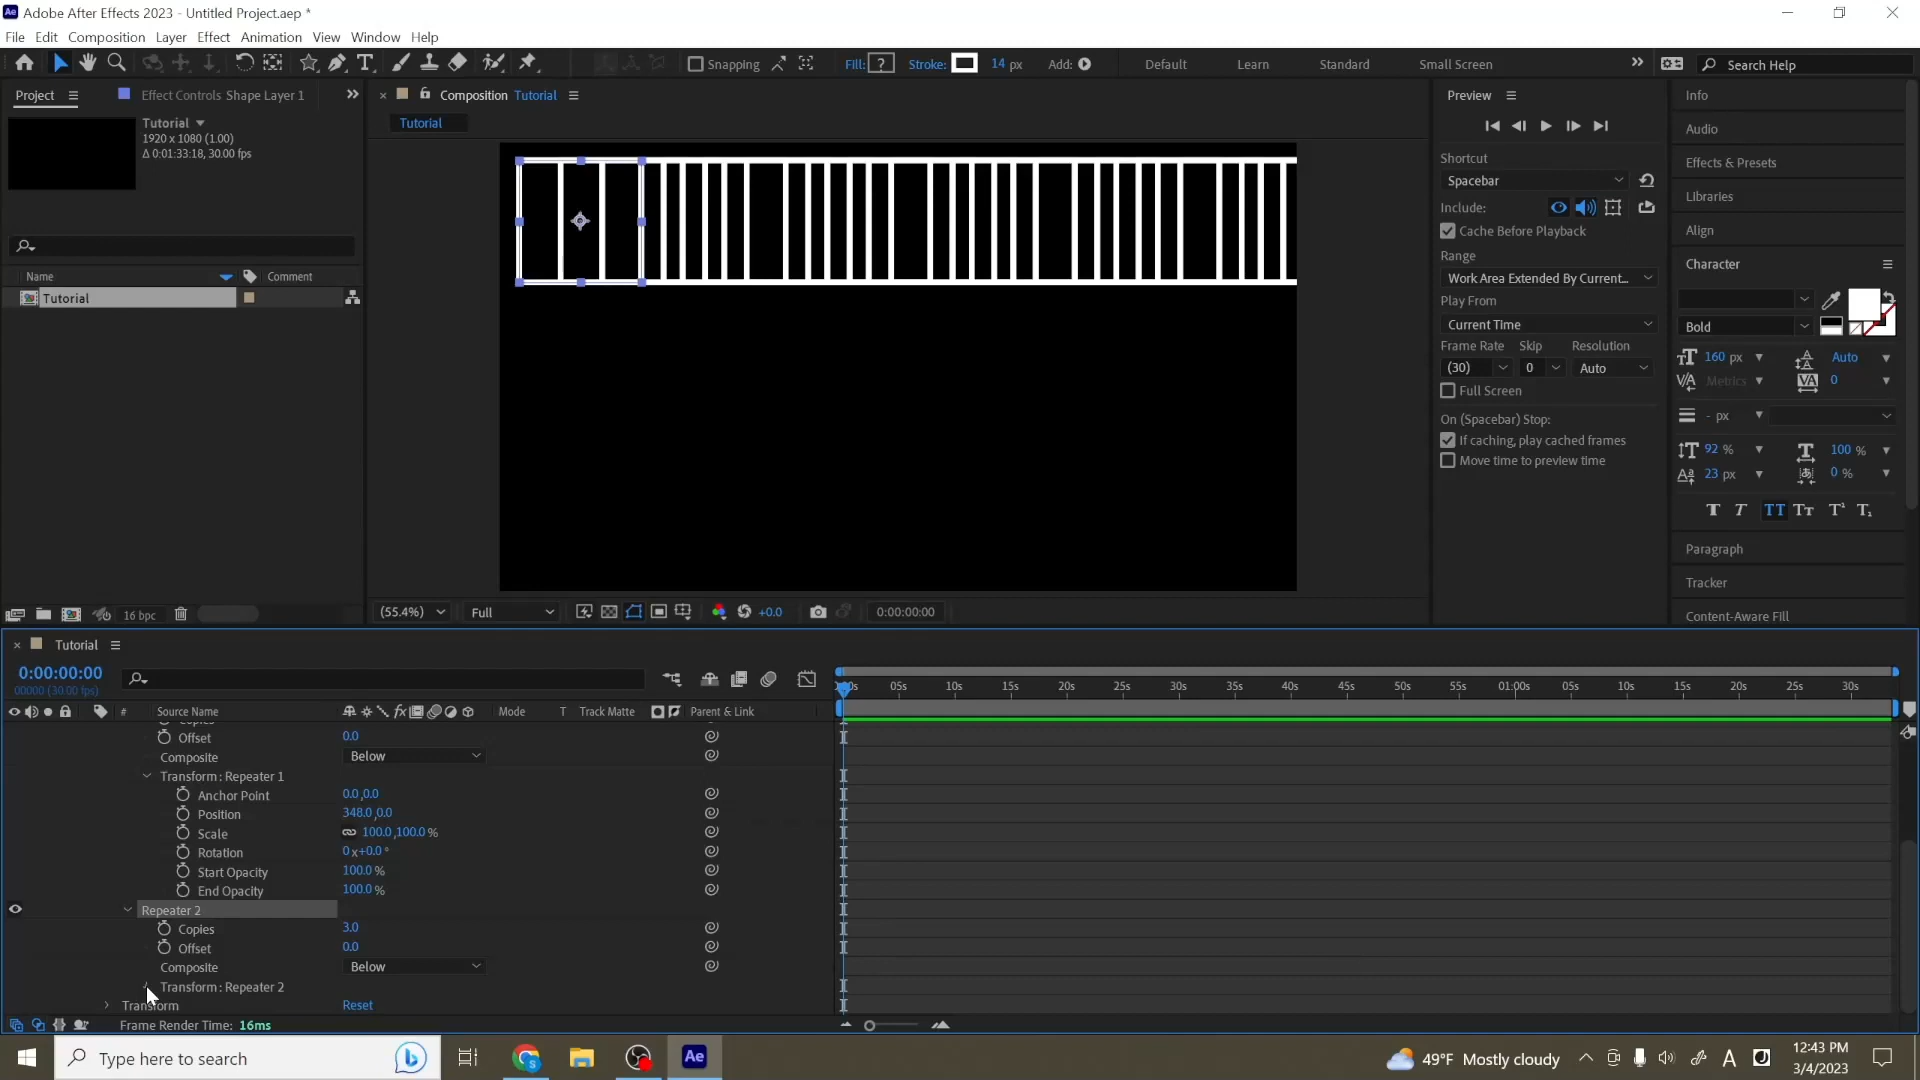 Ae Adobe After Effects 2023 - Untitled Project.aep *
File Edit Composition Layer Effect Animation View Window Help
Snapping Fill: ? Stroke: 14 px Add: Default Learn Standard Small Screen Search Help
Project Effect Controls Shape Layer 1
Tutorial
1920 x 1080 (1.00)
Δ 0:01:33:18, 30.00 fps
Name Comment
Tutorial
16 bpc
Composition Tutorial
Tutorial
(55.4%) Full +0.0 0:00:00:00
Preview
Shortcut
Spacebar
Include:
Cache Before Playback
Range
Work Area Extended By Current...
Play From
Current Time
Frame Rate Skip Resolution
(30) 0 Auto
Full Screen
On (Spacebar) Stop:
If caching, play cached frames
Move time to preview time
Info
Audio
Effects & Presets
Libraries
Align
Character
Bold
160 px Auto
Metrics 0
- px
92 % 100 %
23 px 0 %
Paragraph
Tracker
Content-Aware Fill
Tutorial
0:00:00:00
00000 (30.00 fps)
05s 10s 15s 20s 25s 30s 35s 40s 45s 50s 55s 01:00s 05s 10s 15s 20s 25s 30s
# Source Name Mode T Track Matte Parent & Link
Offset 0.0
Composite Below
Transform: Repeater 1
Anchor Point 0.0,0.0
Position 348.0,0.0
Scale 100.0,100.0 %
Rotation 0 x+0.0 °
Start Opacity 100.0 %
End Opacity 100.0 %
Repeater 2
Copies 3.0
Offset 0.0
Composite Below
Transform: Repeater 2
Transform Reset
Frame Render Time: 16ms
Type here to search
Ae
49°F Mostly cloudy
A
12:43 PM
3/4/2023